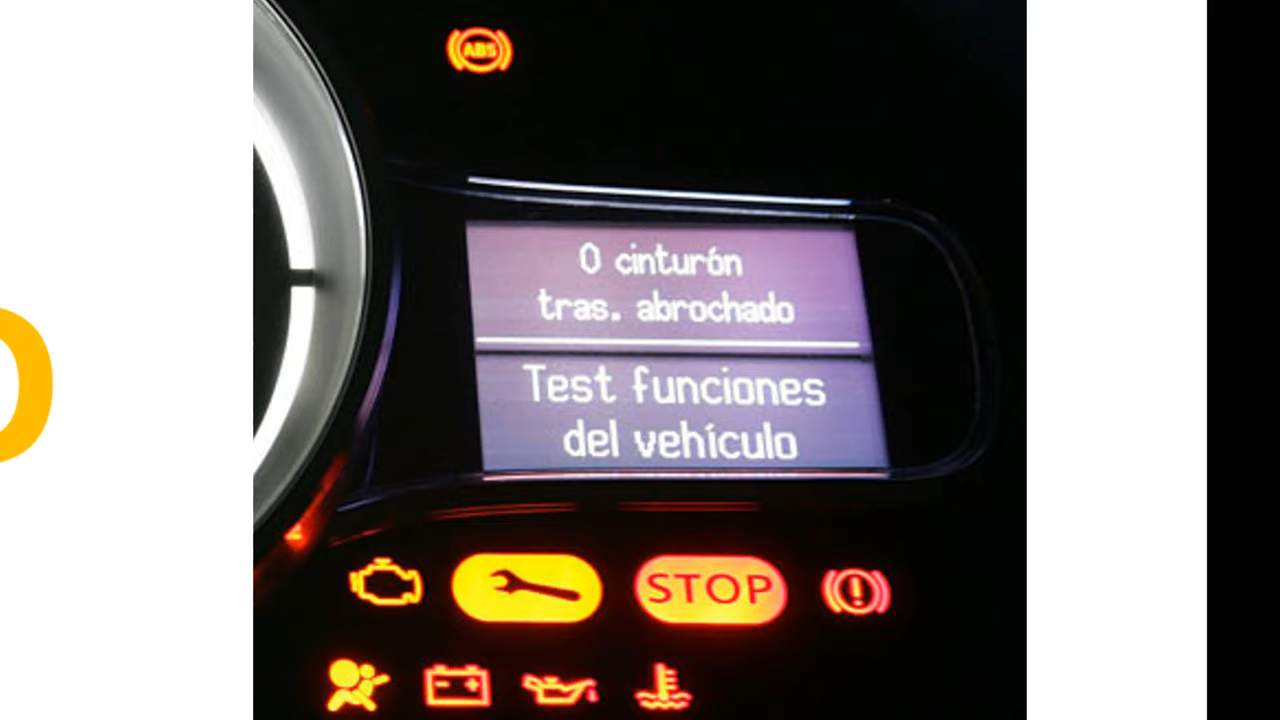 ABS
0 cinturón
tras. abrochado
Test funciones
del vehículo
STOP